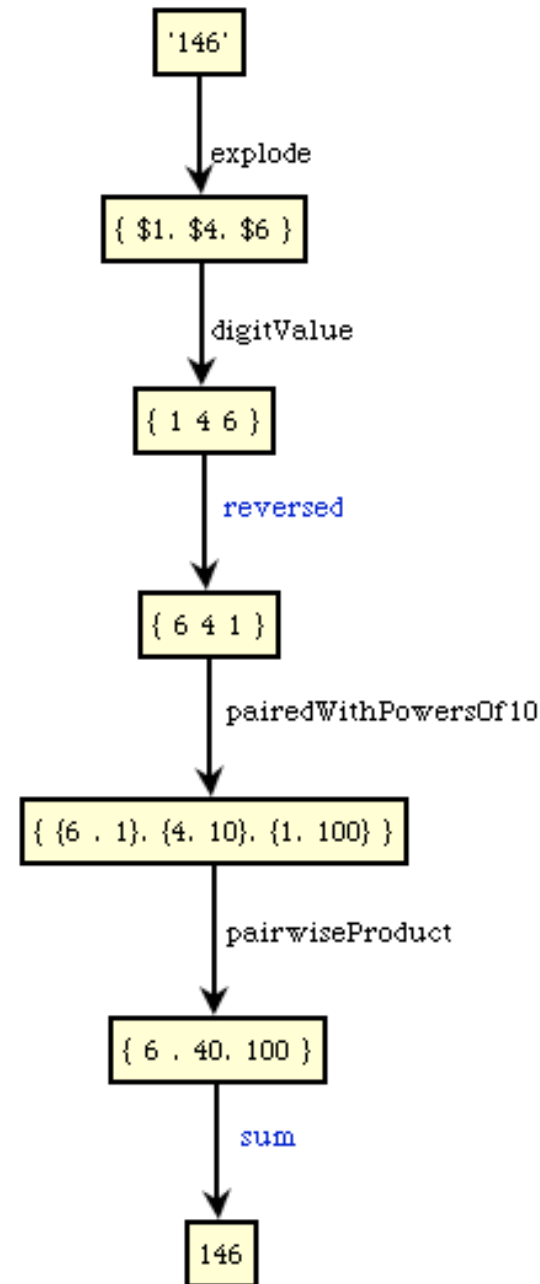 '146'
explode
{ $1. $4. $6 }
digitValue
{ 1 4 6 }
reversed
{ 6 4 1 }
pairedWithPowersOf10
{ {6 . 1}. {4. 10}. {1. 100} }
pairwiseProduct
{ 6 . 40. 100 }
sum
146